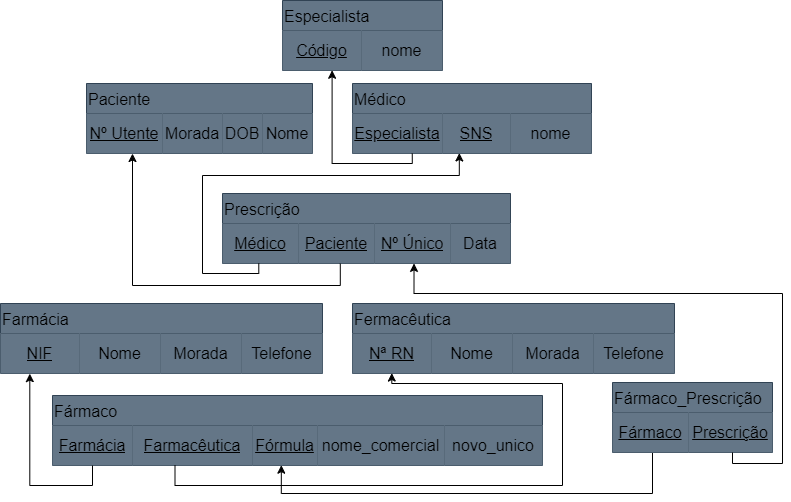 Especialista
Código nome
Paciente
Nº Utente Morada DOB Nome
Médico
Especialista SNS nome
Prescrição
Médico Paciente Nº Único Data
Farmácia
NIF Nome Morada Telefone
Fermacêutica
Nª RN Nome Morada Telefone
Fármaco
Farmácia Farmacêutica Fórmula nome_comercial novo_unico
Fármaco_Prescrição
Fármaco Prescrição